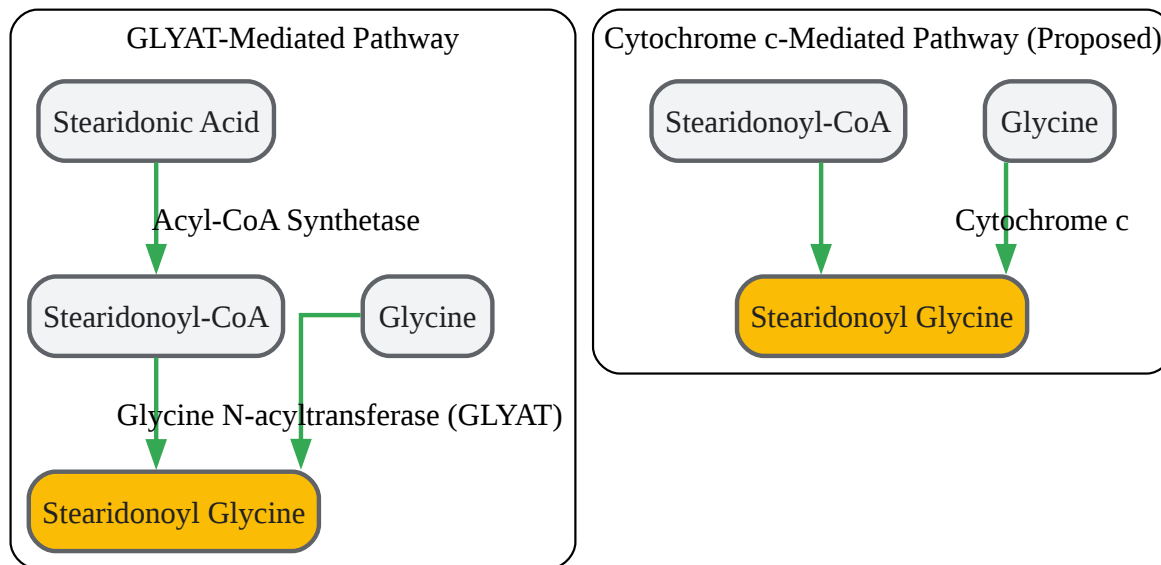 GLYAT-Mediated Pathway
Stearidonic Acid
Acyl-CoA Synthetase
Stearidonoyl-CoA
Glycine
Glycine N-acyltransferase (GLYAT)
Stearidonoyl Glycine
Cytochrome c-Mediated Pathway (Proposed)
Stearidonoyl-CoA
Glycine
Cytochrome c
Stearidonoyl Glycine